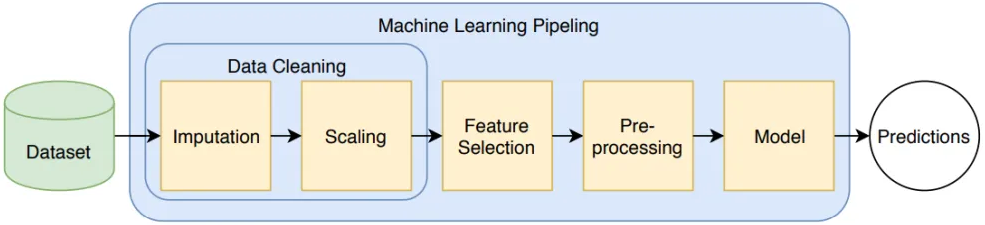 Machine Learning Pipeling
Data Cleaning
Dataset
Imputation
Scaling
Feature
Selection
Pre-
processing
Model
Predictions